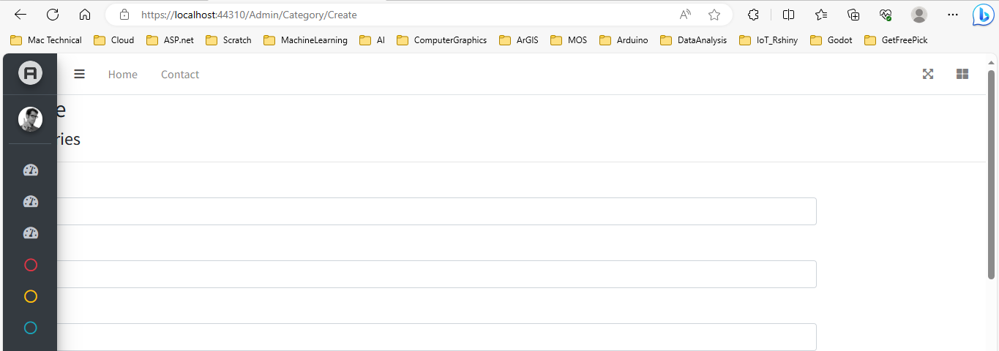 https://localhost:44310/Admin/Category/Create
Mac Technical Cloud ASP.net Scratch MachineLearning AI ComputerGraphics ArGIS MOS Arduino DataAnalysis IoT_Rshiny Godot GetFreePick
Home Contact
e
ries